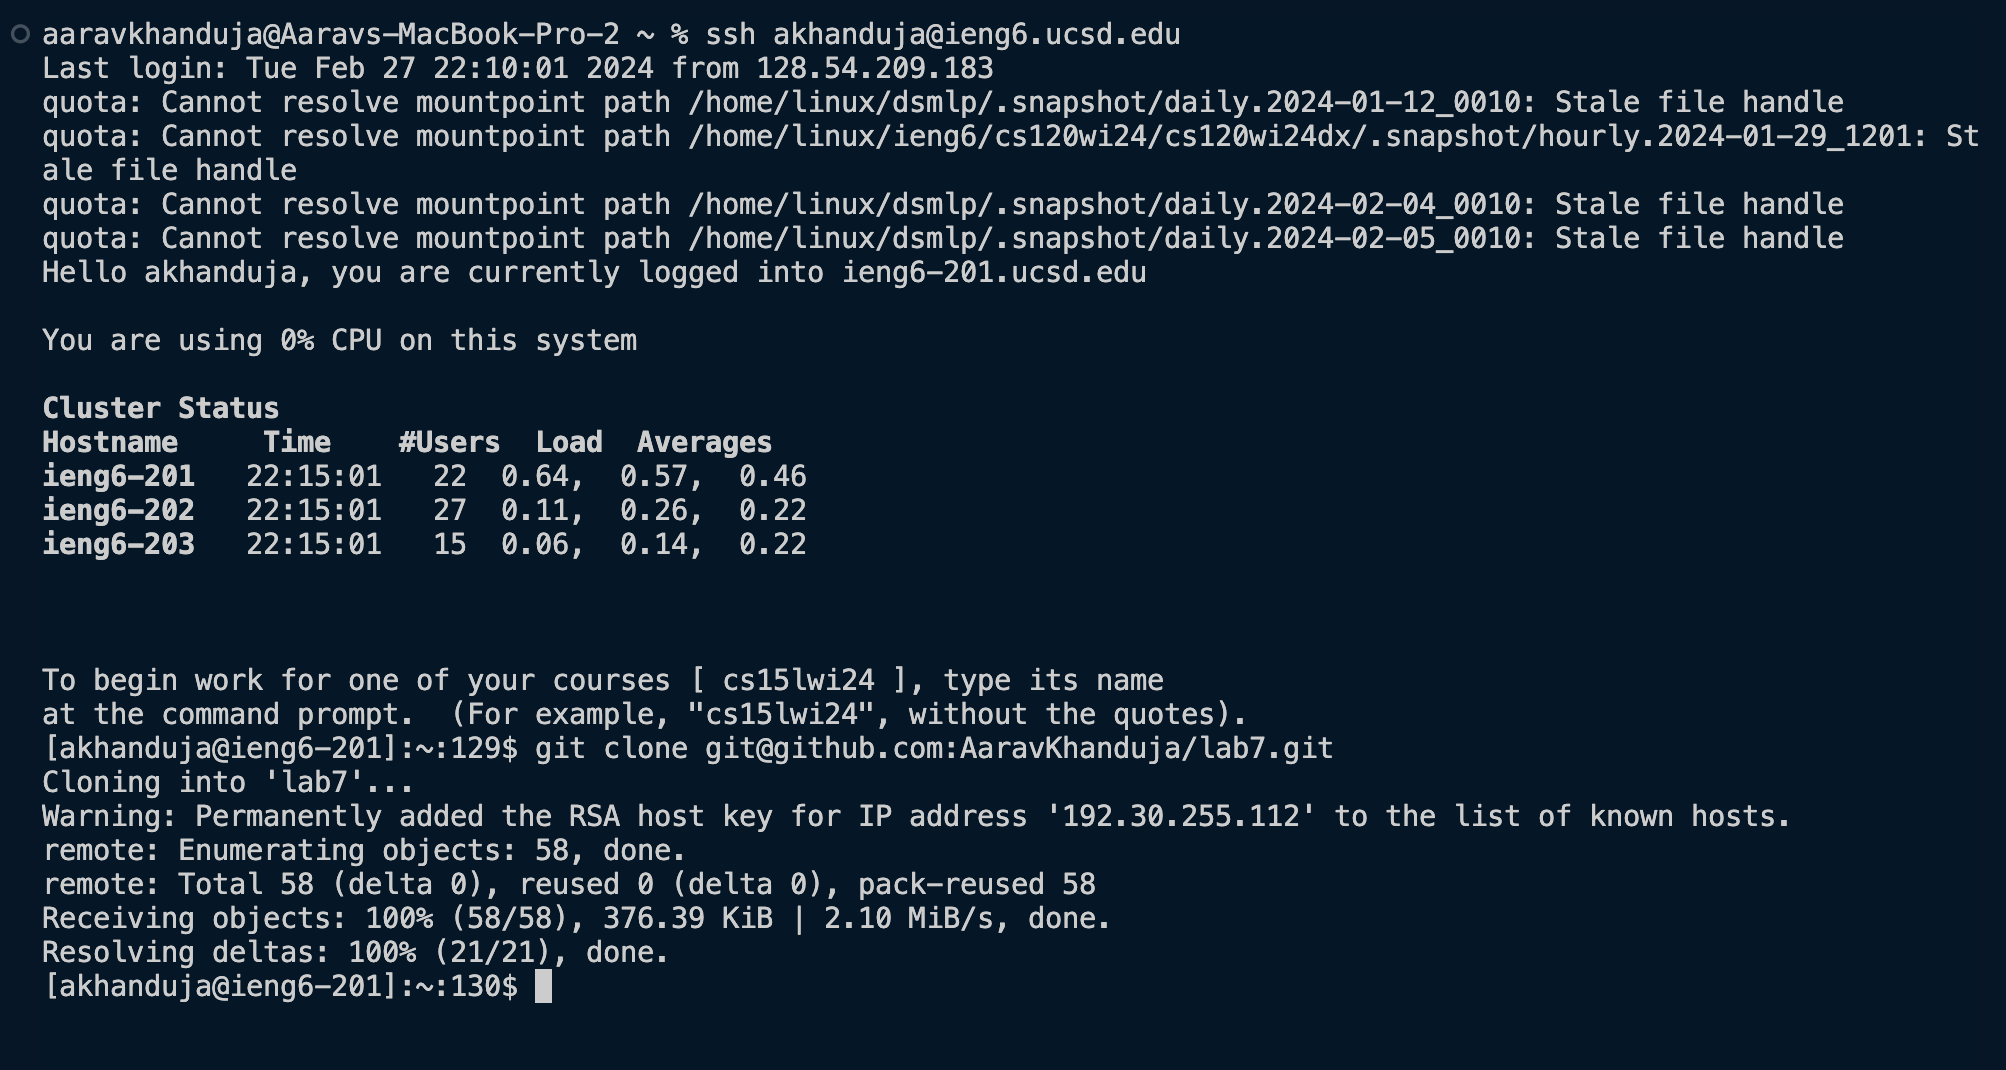 aaravkhanduja@Aaravs-MacBook-Pro-2 ~ % ssh akhanduja@ieng6.ucsd.edu
Last login: Tue Feb 27 22:10:01 2024 from 128.54.209.183
quota: Cannot resolve mountpoint path /home/linux/dsmlp/.snapshot/daily.2024-01-12_0010: Stale file handle
quota: Cannot resolve mountpoint path /home/linux/ieng6/cs120wi24/cs120wi24dx/.snapshot/hourly.2024-01-29_1201: St
ale file handle
quota: Cannot resolve mountpoint path /home/linux/dsmlp/.snapshot/daily.2024-02-04_0010: Stale file handle
quota: Cannot resolve mountpoint path /home/linux/dsmlp/.snapshot/daily.2024-02-05_0010: Stale file handle
Hello akhanduja, you are currently logged into ieng6-201.ucsd.edu
You are using 0% CPU on this system
Cluster Status
Hostname     Time    #Users  Load  Averages
ieng6-201   22:15:01   22  0.64,  0.57,  0.46
ieng6-202   22:15:01   27  0.11,  0.26,  0.22
ieng6-203   22:15:01   15  0.06,  0.14,  0.22
To begin work for one of your courses [ cs15lwi24 ], type its name
at the command prompt.  (For example, "cs15lwi24", without the quotes).
[akhanduja@ieng6-201]:~:129$ git clone git@github.com:AaravKhanduja/lab7.git
Cloning into 'lab7'...
Warning: Permanently added the RSA host key for IP address '192.30.255.112' to the list of known hosts.
remote: Enumerating objects: 58, done.
remote: Total 58 (delta 0), reused 0 (delta 0), pack-reused 58
Receiving objects: 100% (58/58), 376.39 KiB | 2.10 MiB/s, done.
Resolving deltas: 100% (21/21), done.
[akhanduja@ieng6-201]:~:130$